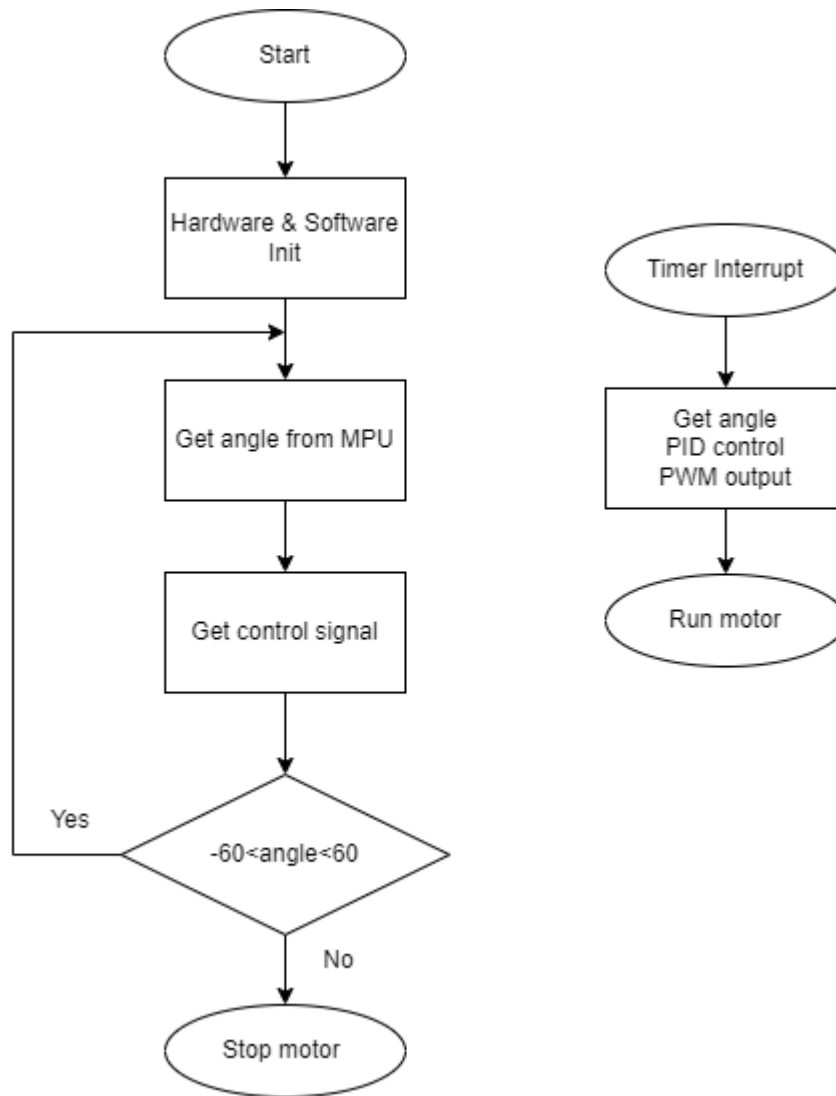 Start
Hardware & Software
Init
Get angle from MPU
Get control signal
Yes
-60<angle<60
No
Stop motor
Timer Interrupt
Get angle
PID control
PWM output
Run motor